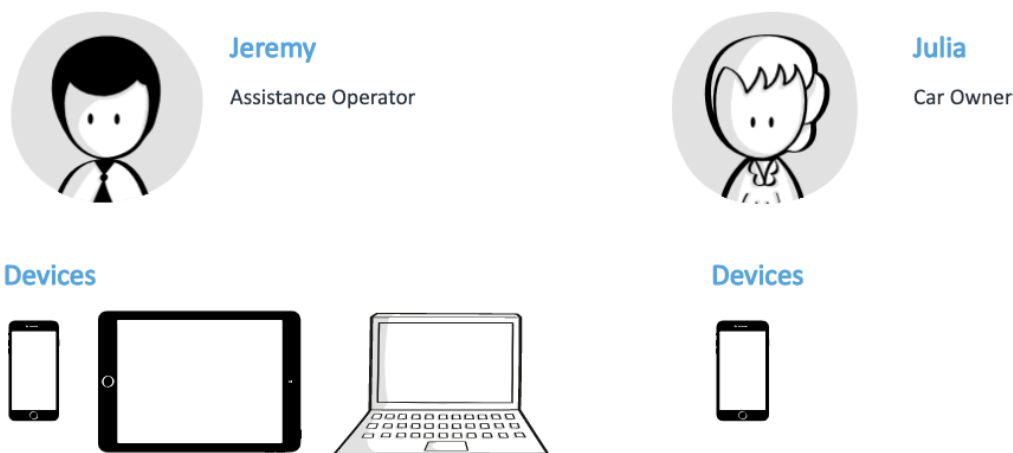 Jeremy
Assistance Operator
Julia
Car Owner
Devices
Devices